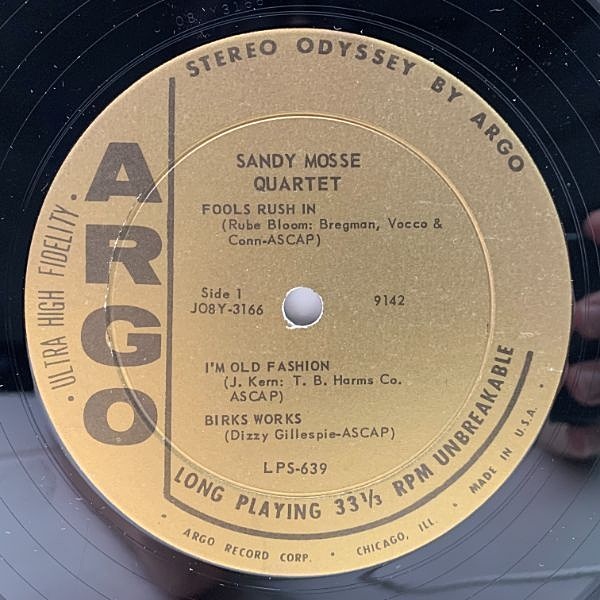 J08Y3166
STEREO ODYSSEY BY ARGO
ARGO
• ULTRA HIGH FIDELITY •
SANDY MOSSE
QUARTET
FOOLS RUSH IN
(Rube Bloom: Bregman, Vocco &
Conn-ASCAP)
Side 1
JO8Y-3166
9142
I'M OLD FASHION
(J. Kern: T. B. Harms Co.
ASCAP)
BIRKS WORKS
(Dizzy Gillespie-ASCAP)
LPS-639
LONG PLAYING 33⅓ RPM UNBREAKABLE
• ARGO RECORD CORP. • CHICAGO, ILL. • MADE IN U.S.A. •